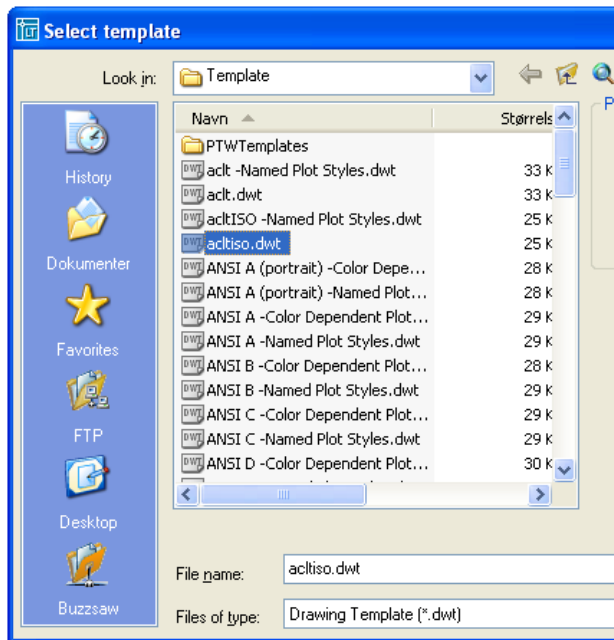 Select template
Look in: Template
P
Navn Størrels
History
Dokumenter
Favorites
FTP
Desktop
Buzzsaw
PTWTemplates
aclt -Named Plot Styles.dwt 33 K
aclt.dwt 33 K
acltISO -Named Plot Styles.dwt 25 K
acltiso.dwt 25 K
ANSI A (portrait) -Color Depe... 28 K
ANSI A (portrait) -Named Plot... 28 K
ANSI A -Color Dependent Plot... 29 K
ANSI A -Named Plot Styles.dwt 29 K
ANSI B -Color Dependent Plot... 28 K
ANSI B -Named Plot Styles.dwt 29 K
ANSI C -Color Dependent Plot... 29 K
ANSI C -Named Plot Styles.dwt 29 K
ANSI D -Color Dependent Plot... 30 K
File name: acltiso.dwt
Files of type: Drawing Template (*.dwt)